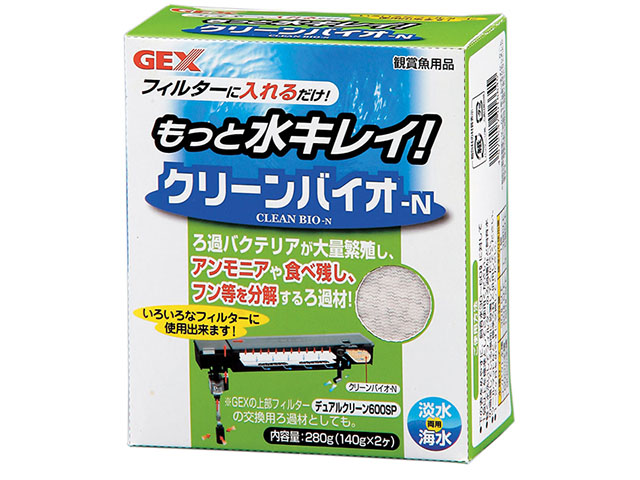 GEX
観賞魚用品
フィルターに入れるだけ!
もっと水キレイ!
クリーンバイオ-N
CLEAN BIO-N
ろ過バクテリアが大量繁殖し、
アンモニアや食べ残し、
フン等を分解するろ過材!
いろいろなフィルターに
使用出来ます!
クリーンバイオ-N
※GEXの上部フィルター デュアルクリーン600SP
の交換用ろ過材としても。
内容量:280g(140g×2ヶ)
淡水
両用
海水